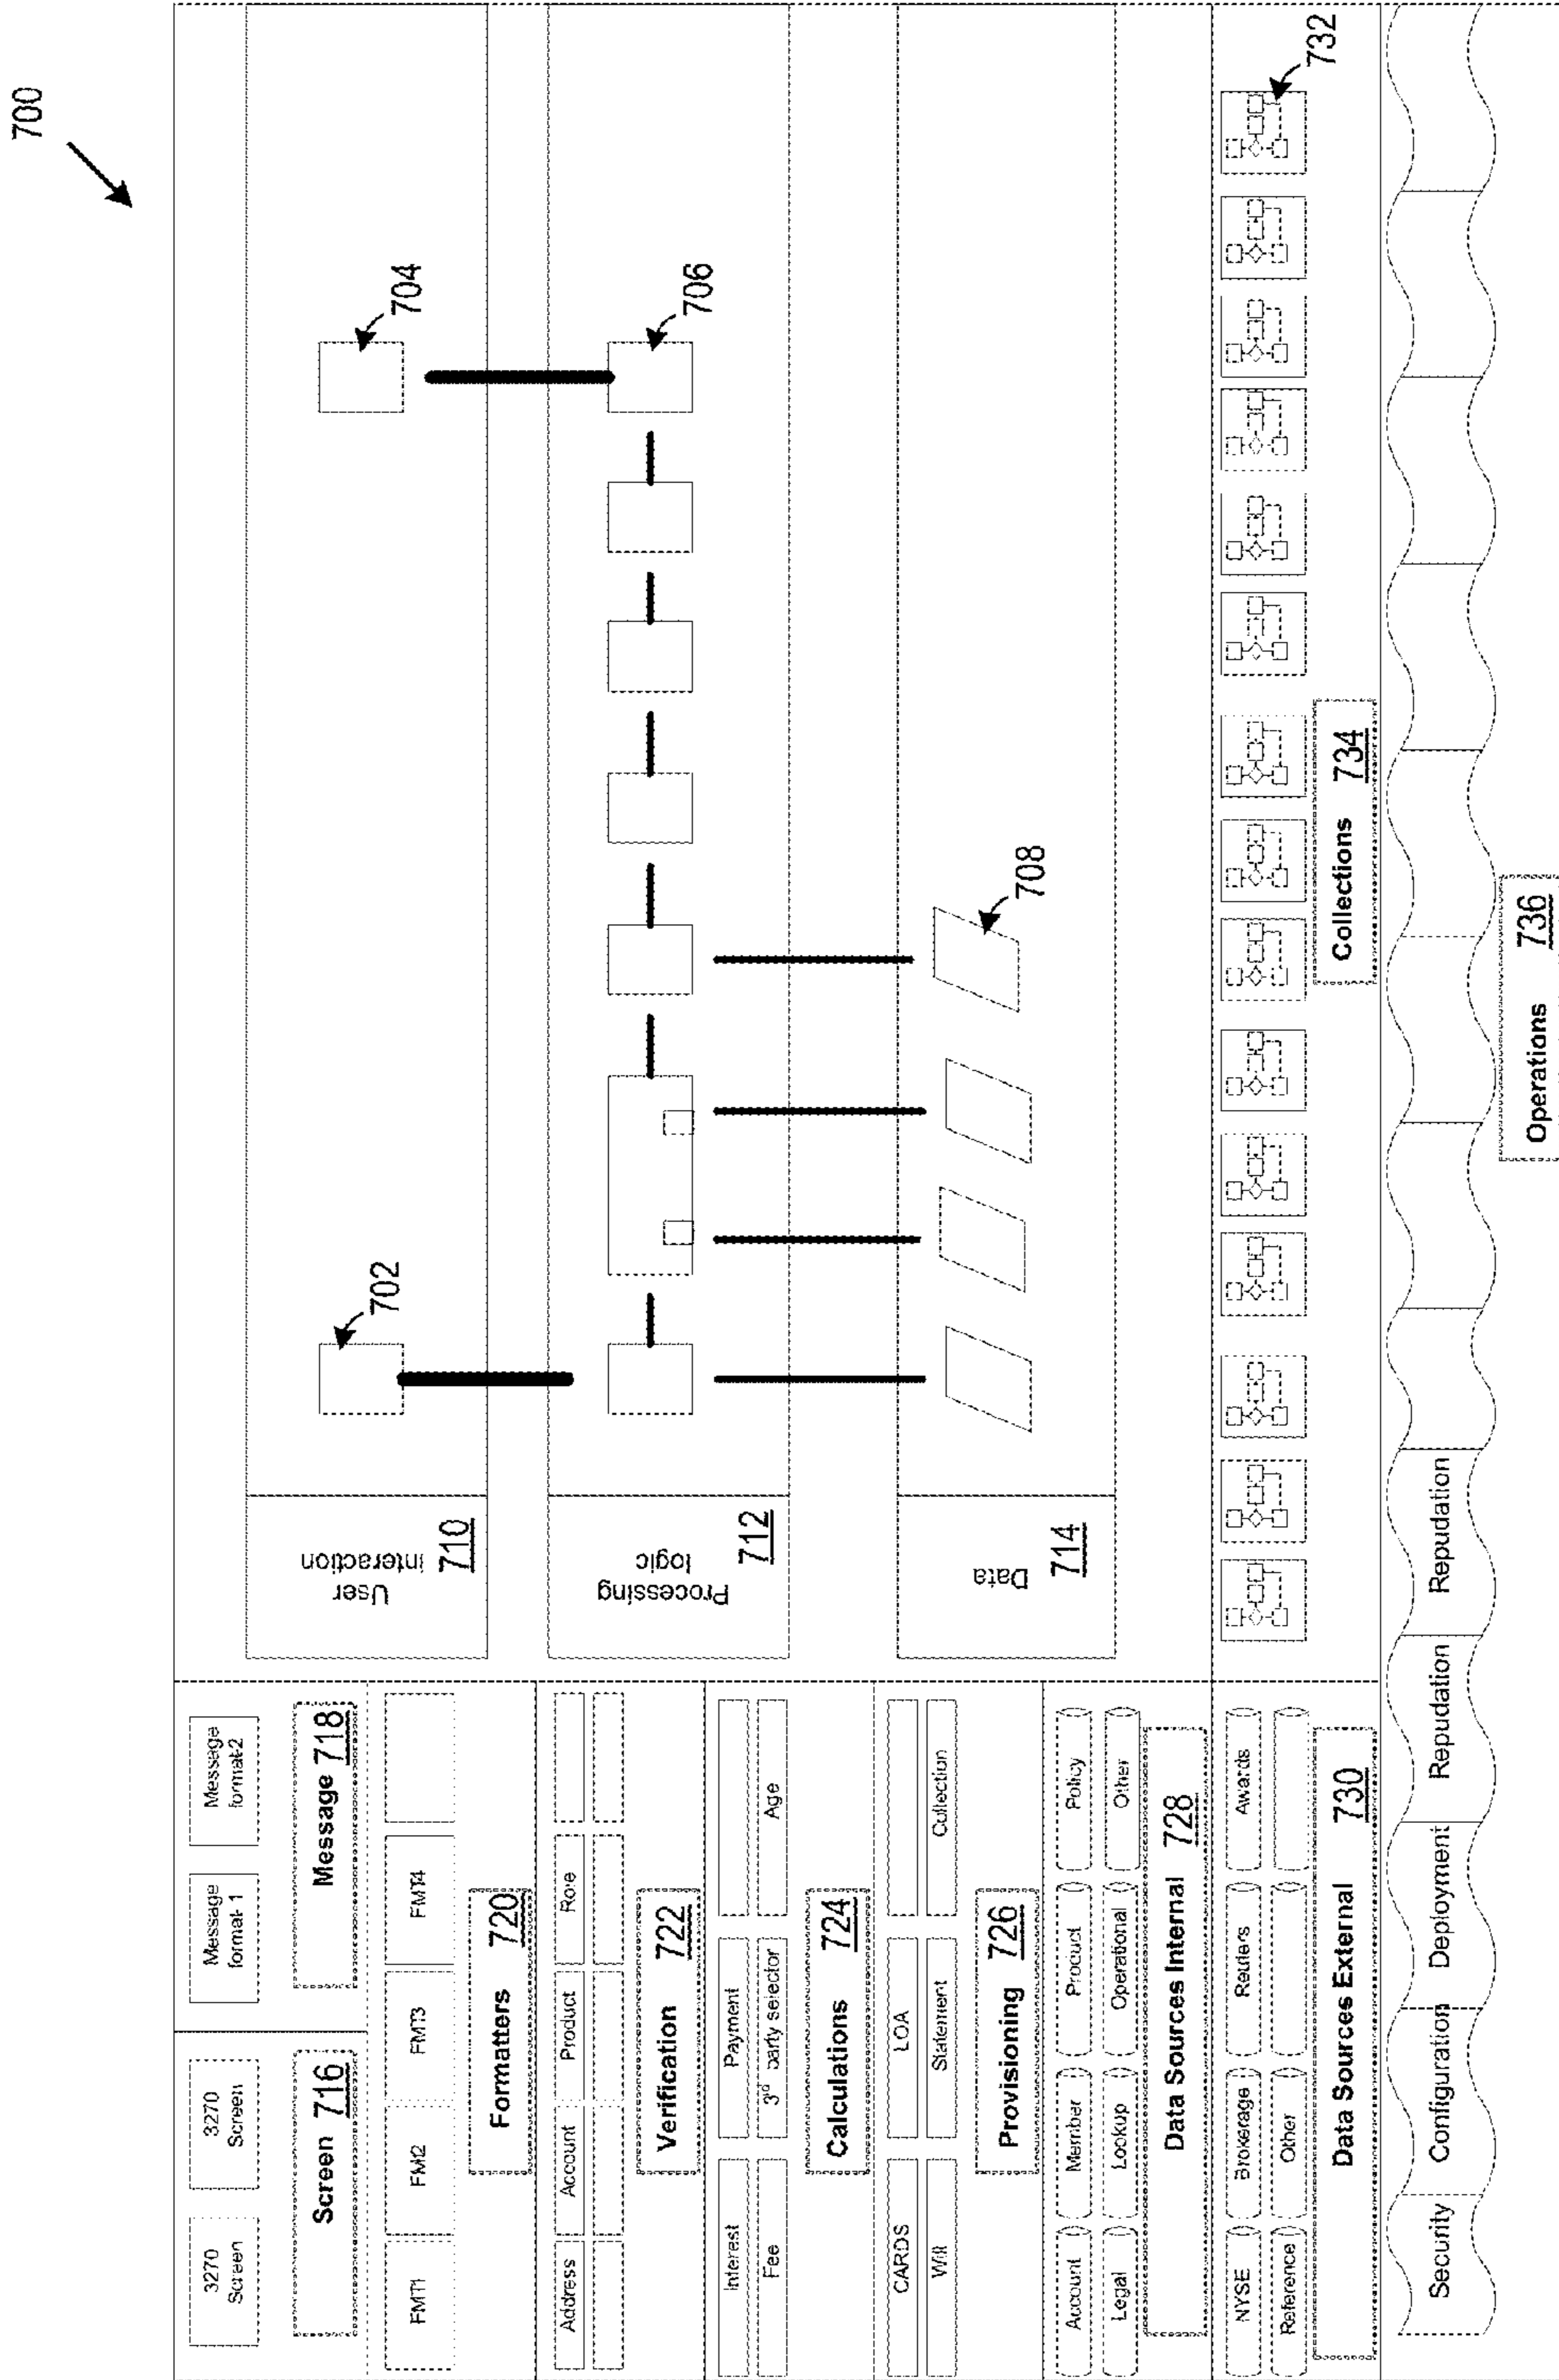 700
3270
Screen
3270
Screen
Screen 716
Message
format-1
Message
format-2
Message 718
FMT1
FM2
FMT3
FMT4
Formatters 720
Address
Account
Product
Role
Verification 722
Interest
Payment
Fee
3rd party selector
Age
Calculations 724
CARDS
LOA
Will
Statement
Collection
Provisioning 726
Account
Member
Product
Policy
Legal
Lookup
Operational
Other
Data Sources Internal 728
NYSE
Brokerage
Reuters
Awards
Reference
Other
Data Sources External 730
User
interaction
710
702
704
Processing
logic
712
706
Data
714
708
732
Collections 734
Security
Configuration
Deployment
Repudation
Repudation
Operations 736